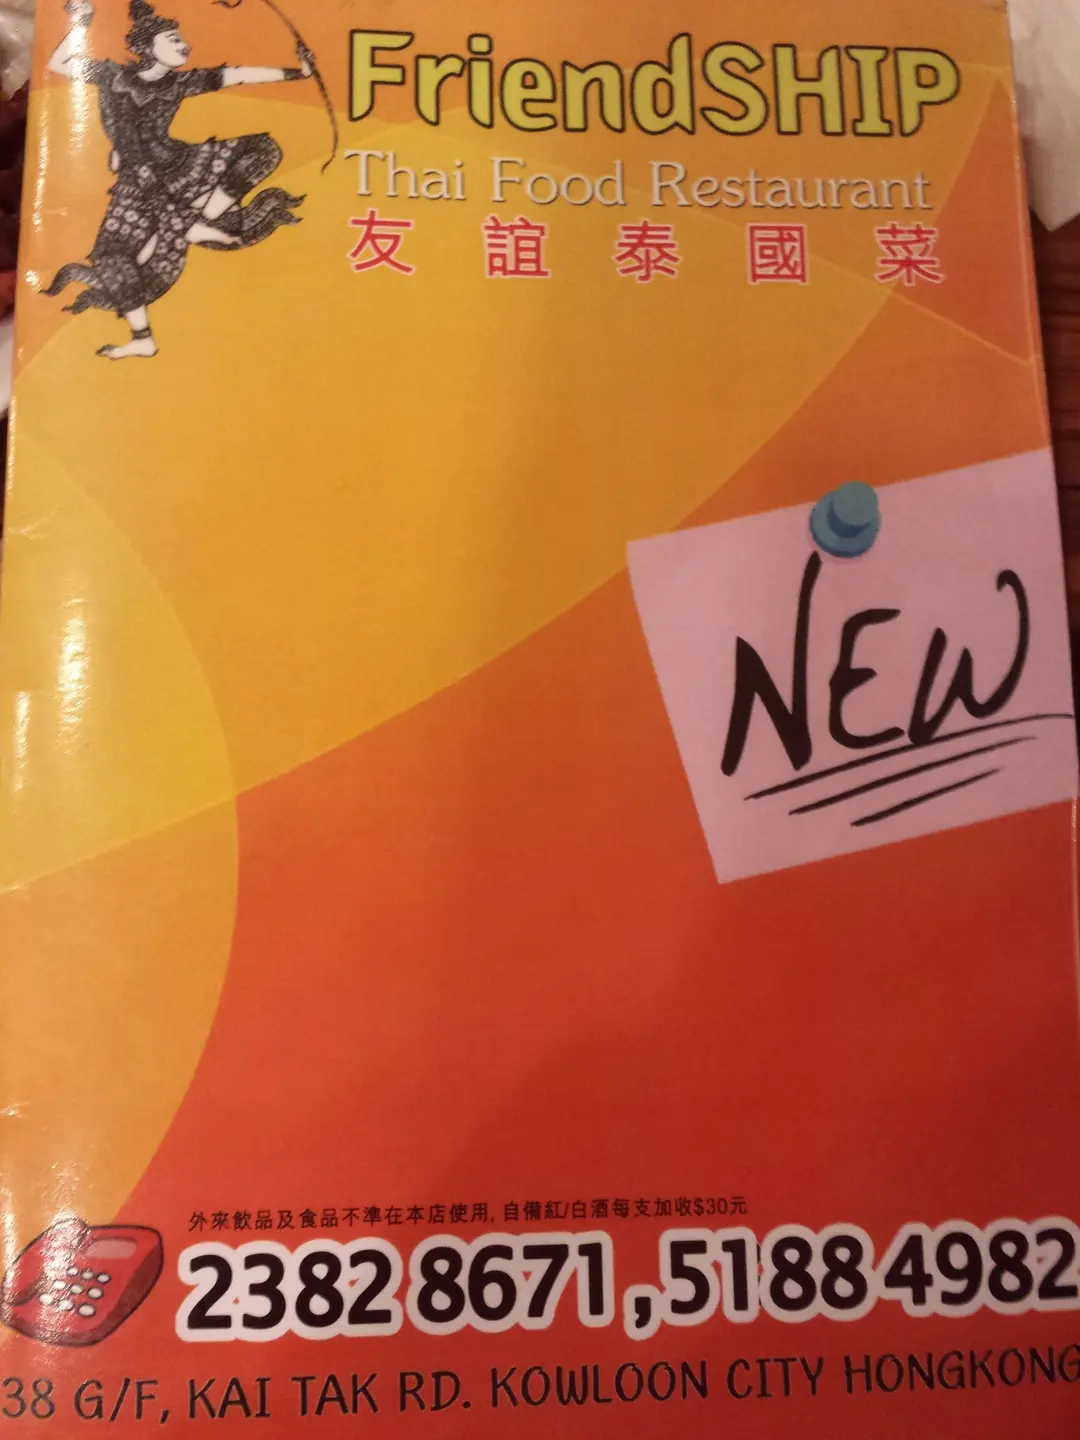 FriendSHIP
Thai Food Restaurant
友誼泰國菜
NEW
外來飲品及食品不準在本店使用, 自備紅/白酒每支加收$30元
2382 8671, 5188 4982
38 G/F, KAI TAK RD. KOWLOON CITY HONGKONG